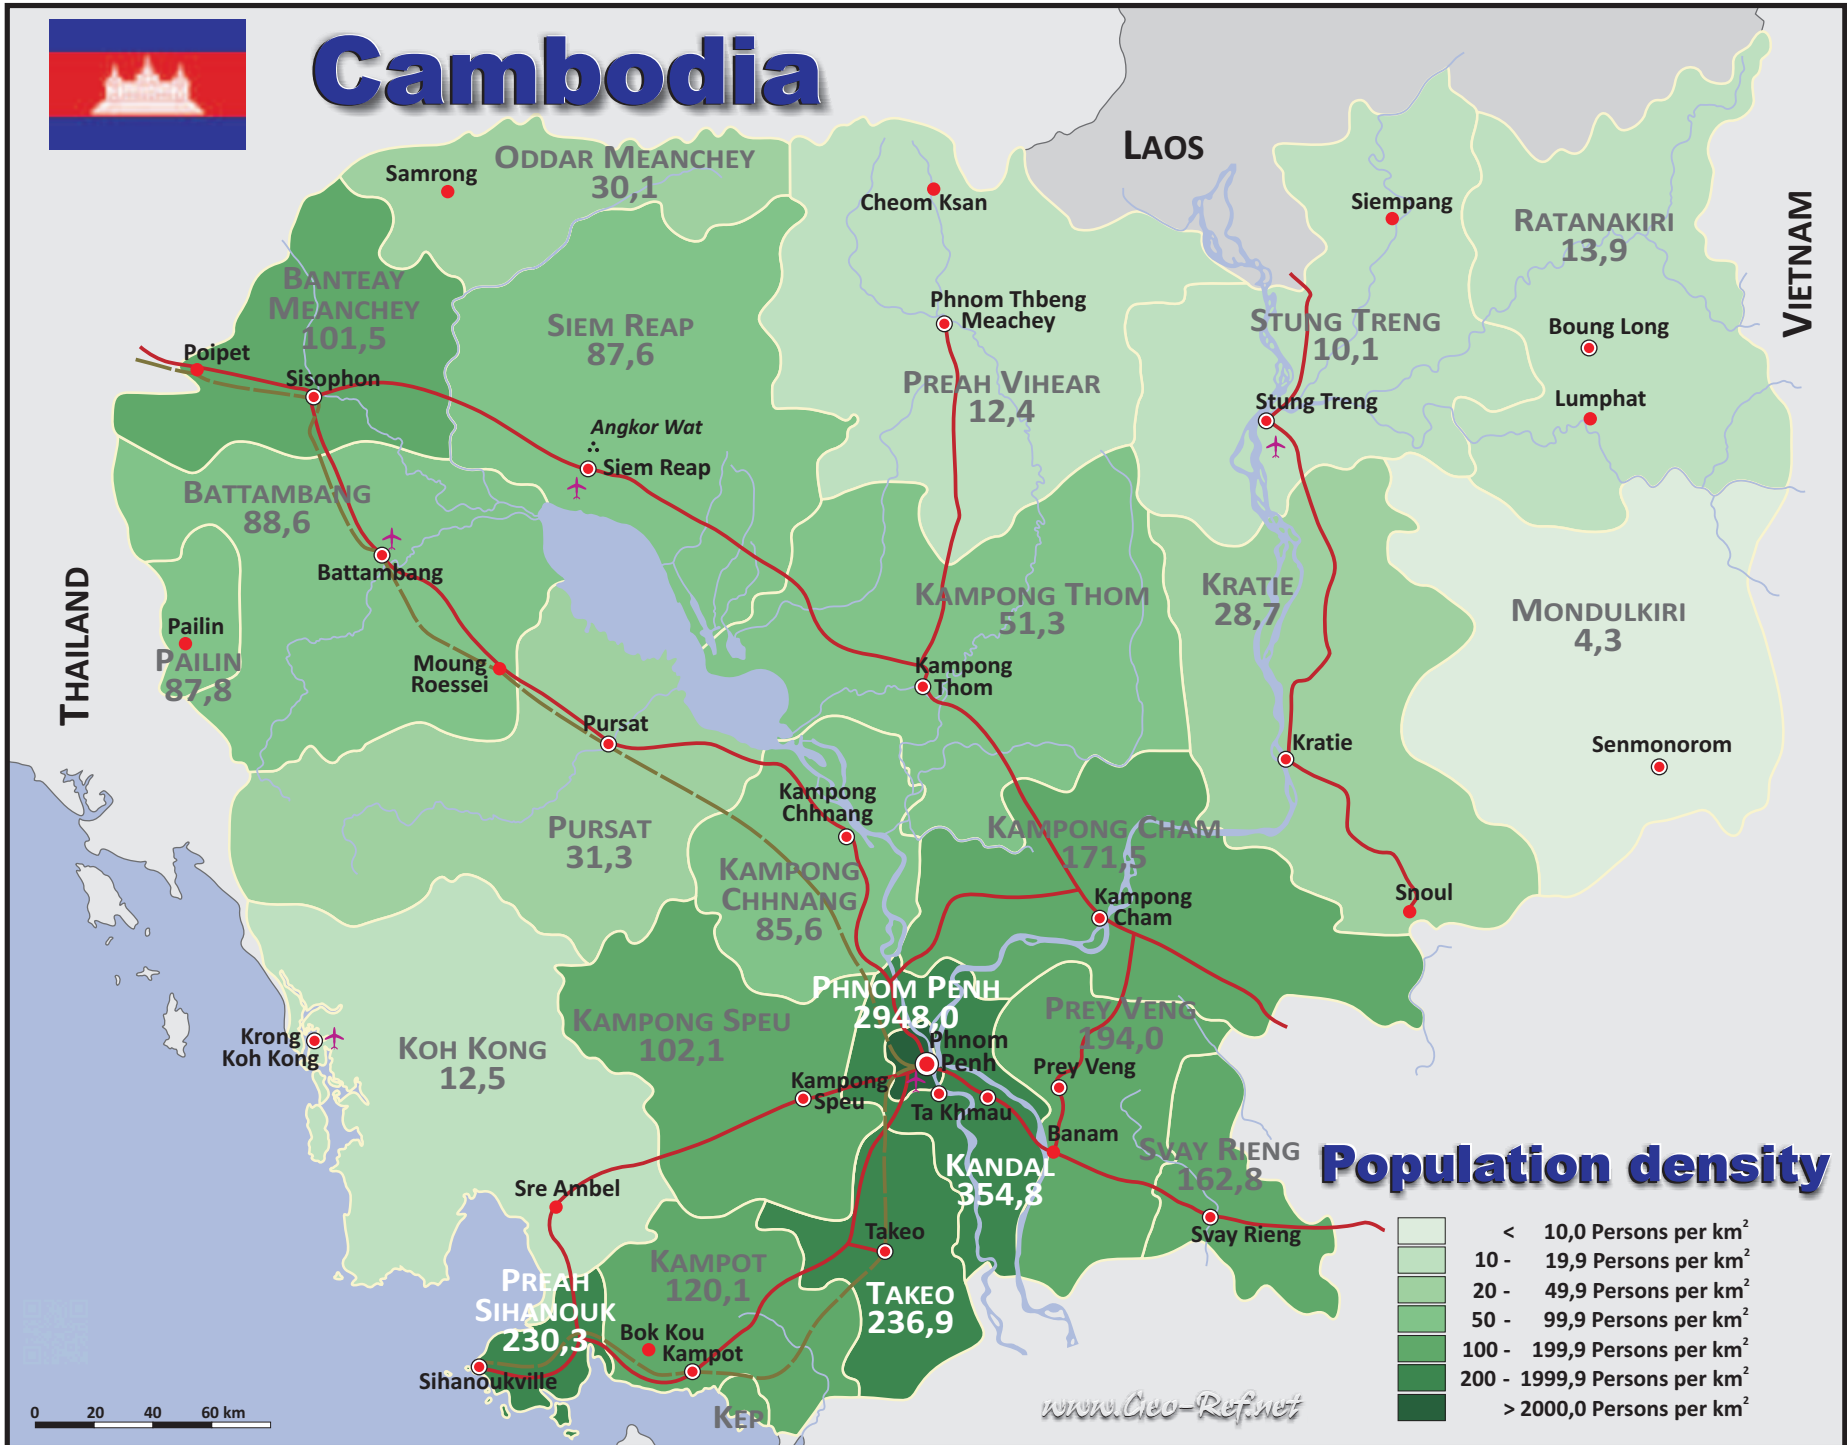 Cambodia
LAOS
VIETNAM
THAILAND
ODDAR MEANCHEY
30,1
Samrong
Cheom Ksan
Siempang
RATANAKIRI
13,9
BANTEAY
MEANCHEY
101,5
SIEM REAP
87,6
Phnom Thbeng
Meachey
STUNG TRENG
10,1
Boung Long
Poipet
Sisophon
PREAH VIHEAR
12,4
Stung Treng
Lumphat
Angkor Wat
Siem Reap
BATTAMBANG
88,6
Battambang
KAMPONG THOM
51,3
KRATIE
28,7
MONDULKIRI
4,3
Pailin
PAILIN
87,8
Moung
Roessei
Kampong
Thom
Pursat
Kratie
Senmonorom
Kampong
Chhnang
PURSAT
31,3
KAMPONG CHAM
171,5
KAMPONG
CHHNANG
85,6
Kampong
Cham
Snoul
PHNOM PENH
2948,0
PREY VENG
194,0
KAMPONG SPEU
102,1
Krong
Koh Kong
KOH KONG
12,5
Phnom
Penh
Prey Veng
Kampong
Speu
Ta Khmau
Banam
SVAY RIENG
162,8
KANDAL
354,8
Sre Ambel
Takeo
Svay Rieng
KAMPOT
120,1
PREAH
SIHANOUK
230,3
TAKEO
236,9
Bok Kou
Kampot
Sihanoukville
KEP
Population density
< 10,0 Persons per km²
10 - 19,9 Persons per km²
20 - 49,9 Persons per km²
50 - 99,9 Persons per km²
100 - 199,9 Persons per km²
200 - 1999,9 Persons per km²
> 2000,0 Persons per km²
www.Geo-Ref.net
0 20 40 60 km